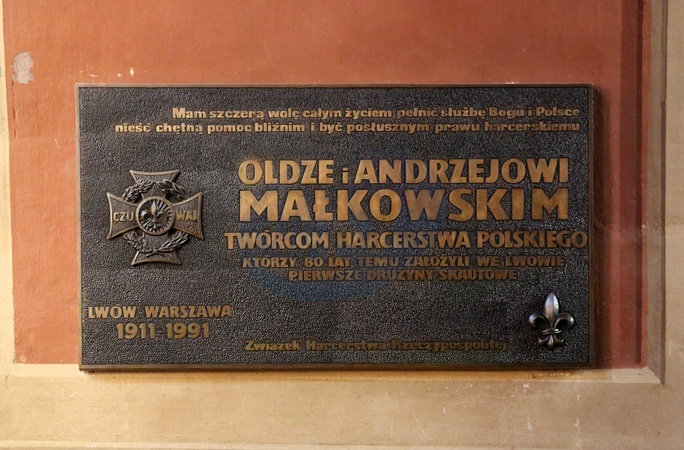 Mam szczerą wolę całym życiem pełnić służbę Bogu i Polsce
nieść chętną pomoc bliźnim i być posłusznym prawu harcerskiemu
OLDZE i ANDRZEJOWI
MAŁKOWSKIM
TWÓRCOM HARCERSTWA POLSKIEGO
KTÓRZY 80 LAT TEMU ZAŁOŻYLI WE LWOWIE
PIERWSZE DRUŻYNY SKAUTOWE
CZU WAJ
LWÓW - WARSZAWA
1911-1991
Związek Harcerstwa Rzeczypospolitej